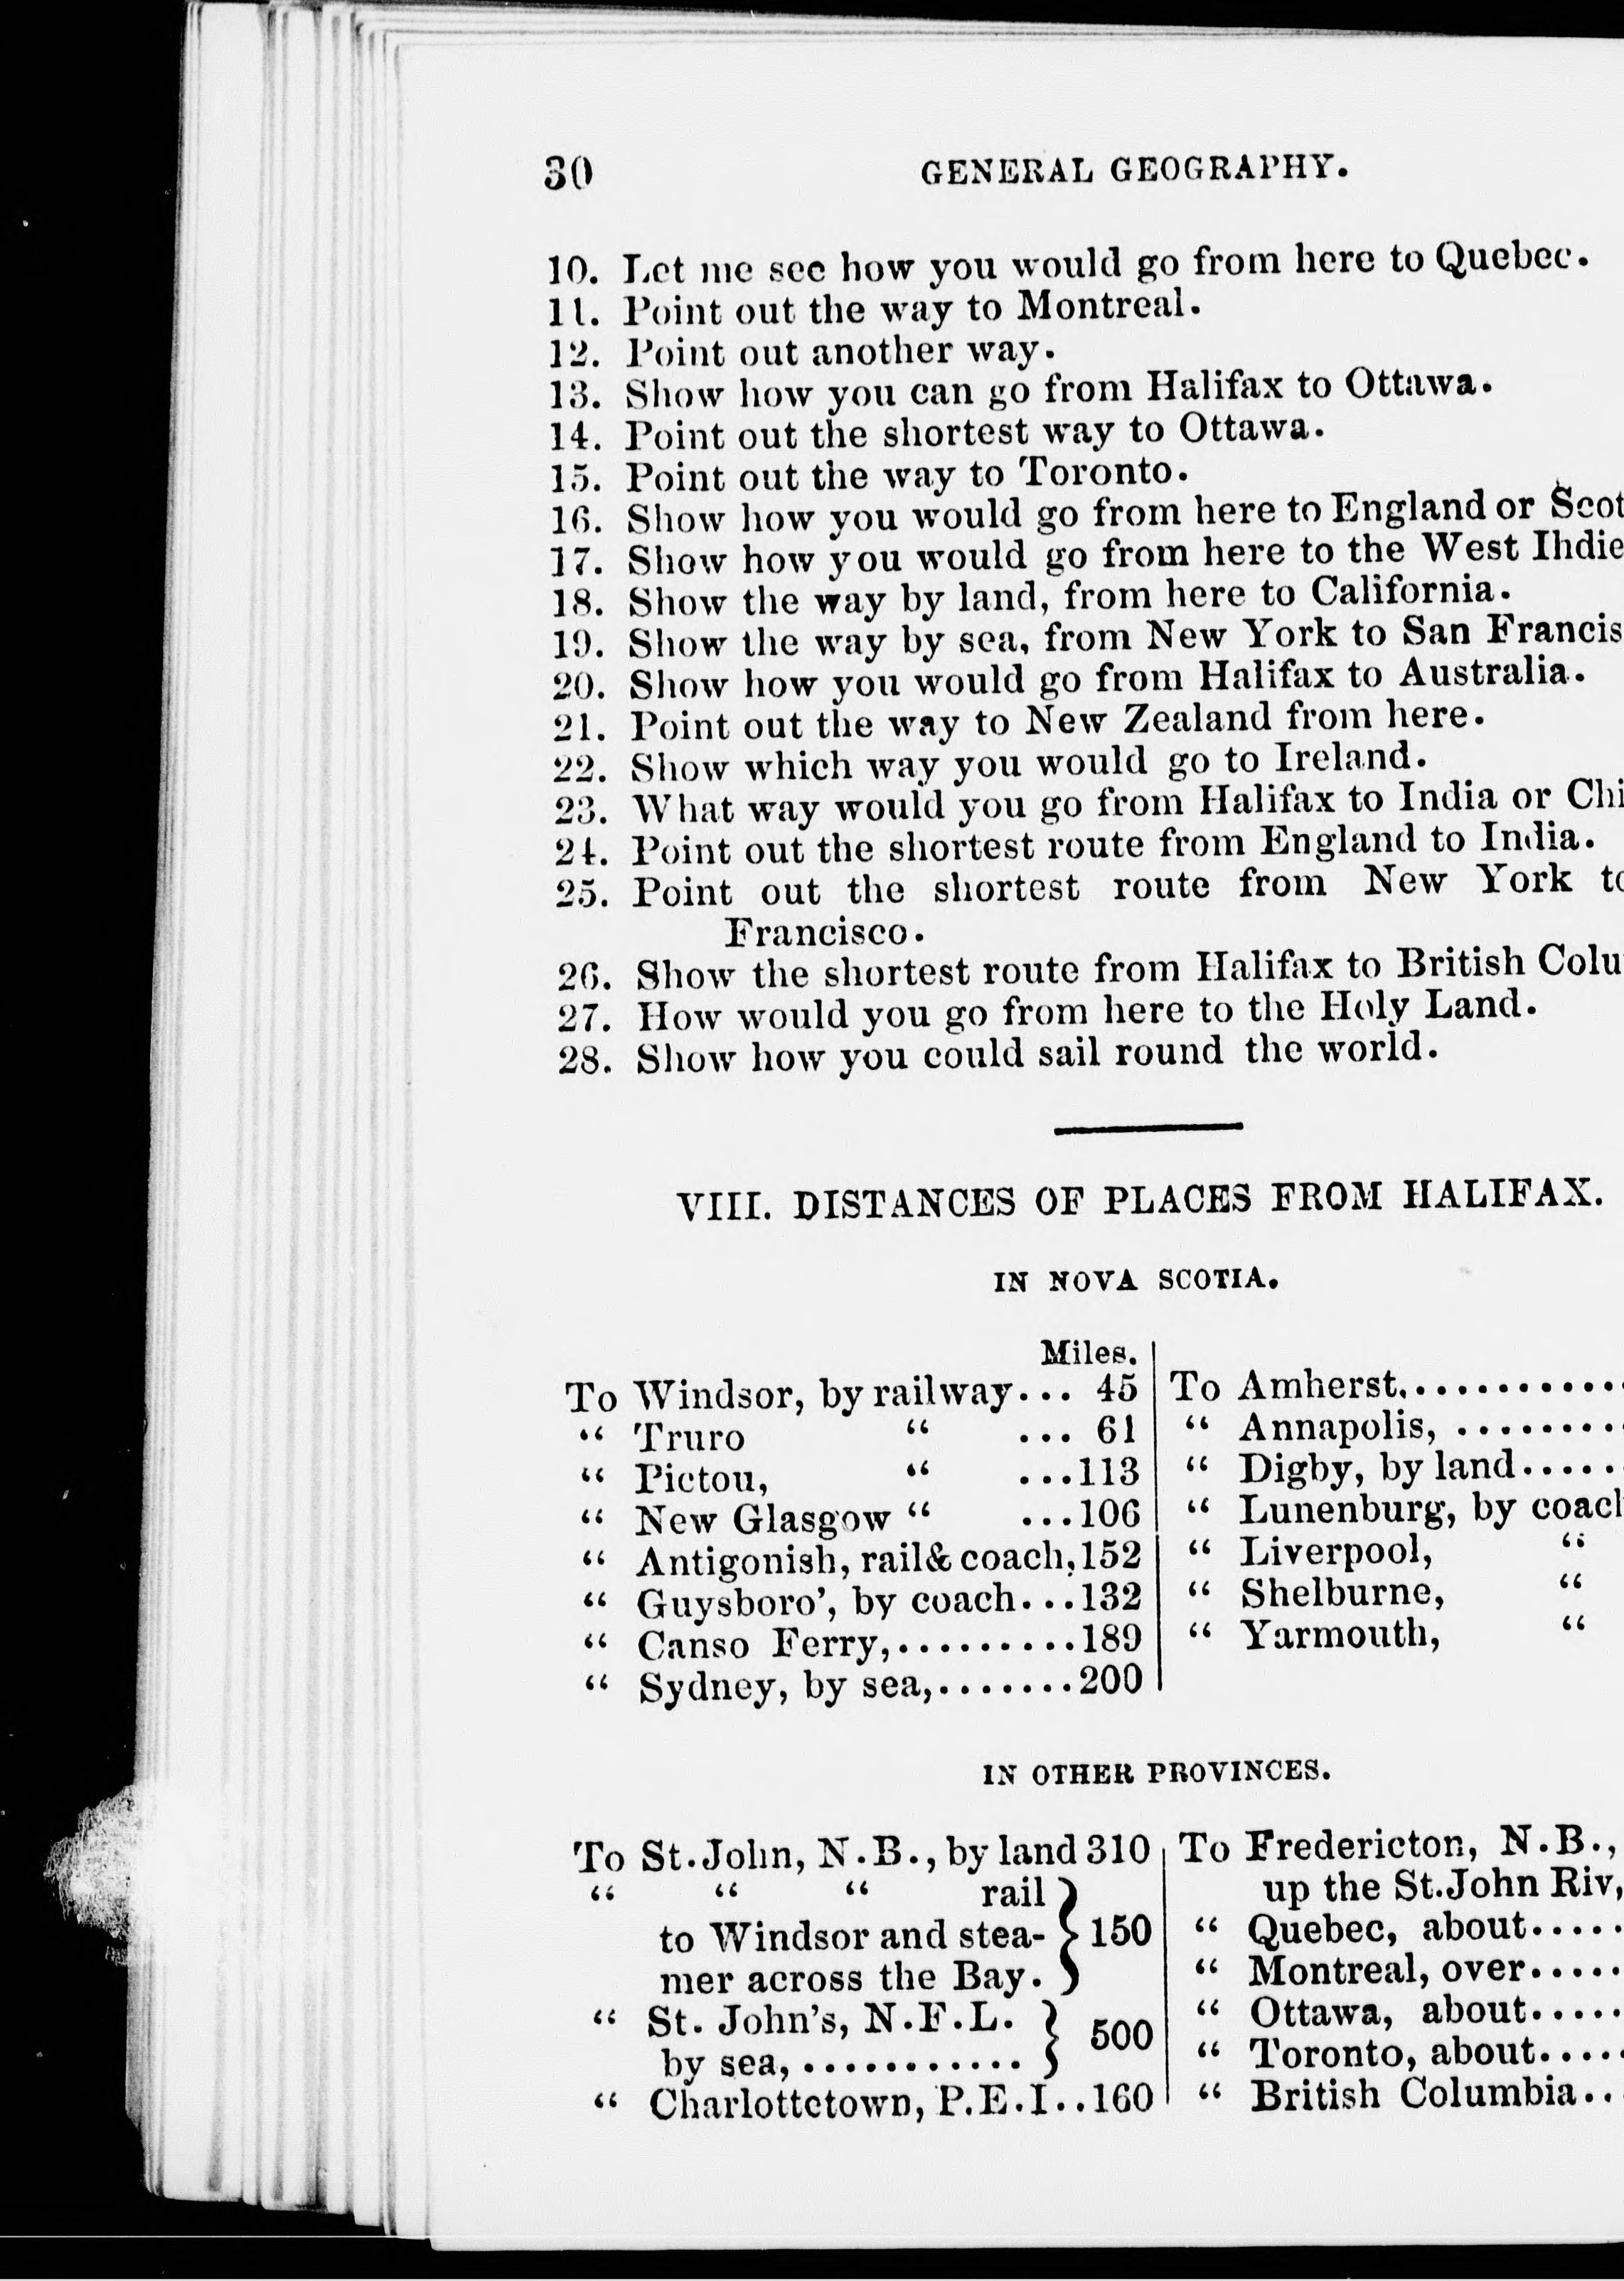 30 GENERAL GEOGRAPHY.
10. Let me see how you would go from here to Quebec.
11. Point out the way to Montreal.
12. Point out another way.
13. Show how you can go from Halifax to Ottawa.
14. Point out the shortest way to Ottawa.
15. Point out the way to Toronto.
16. Show how you would go from here to England or Scot
17. Show how you would go from here to the West Ihdie
18. Show the way by land, from here to California.
19. Show the way by sea, from New York to San Francis
20. Show how you would go from Halifax to Australia.
21. Point out the way to New Zealand from here.
22. Show which way you would go to Ireland.
23. What way would you go from Halifax to India or Chi
24. Point out the shortest route from England to India.
25. Point out the shortest route from New York to
Francisco.
26. Show the shortest route from Halifax to British Colu
27. How would you go from here to the Holy Land.
28. Show how you could sail round the world.
VIII. DISTANCES OF PLACES FROM HALIFAX.
IN NOVA SCOTIA.
Miles.
To Windsor, by railway... 45
“ Truro “ ... 61
“ Pictou, “ ...113
“ New Glasgow “ ...106
“ Antigonish, rail& coach,152
“ Guysboro’, by coach...132
“ Canso Ferry,.........189
“ Sydney, by sea,.......200
To Amherst,...........
“ Annapolis, ........
“ Digby, by land.....
“ Lunenburg, by coach
“ Liverpool, “
“ Shelburne, “
“ Yarmouth, “
IN OTHER PROVINCES.
To St. John, N.B., by land 310
“ “ “ rail
to Windsor and stea- } 150
mer across the Bay.
“ St. John’s, N.F.L. } 500
by sea,............
“ Charlottetown, P.E.I..160
To Fredericton, N.B.,
up the St. John Riv,
“ Quebec, about.....
“ Montreal, over.....
“ Ottawa, about.....
“ Toronto, about....
“ British Columbia..